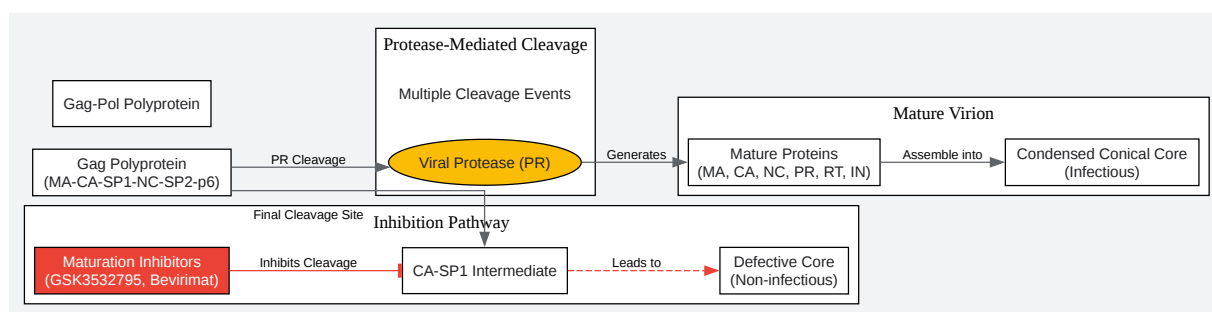 Protease-Mediated Cleavage
Multiple Cleavage Events
Gag-Pol Polyprotein
Mature Virion
Gag Polyprotein
(MA-CA-SP1-NC-SP2-p6)
PR Cleavage
Viral Protease (PR)
Generates
Mature Proteins
(MA, CA, NC, PR, RT, IN)
Assemble into
Condensed Conical Core
(Infectious)
Final Cleavage Site
Inhibition Pathway
Maturation Inhibitors
(GSK3532795, Bevirimat)
Inhibits Cleavage
CA-SP1 Intermediate
Leads to
Defective Core
(Non-infectious)